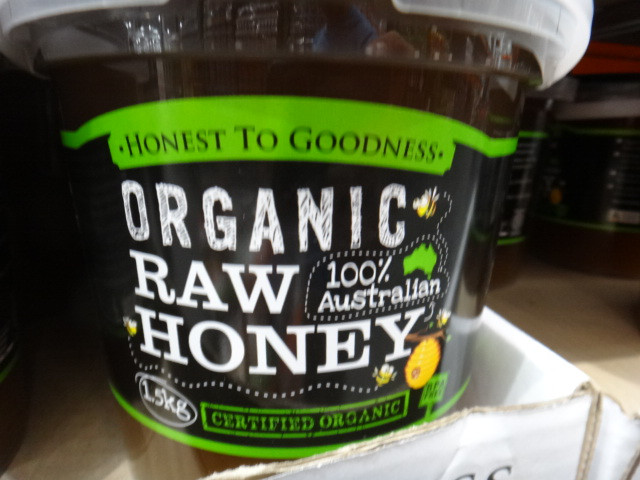 ·HONEST TO GOODNESS·
ORGANIC
RAW
100%
Australian
HONEY
1.5kg
CERTIFIED ORGANIC